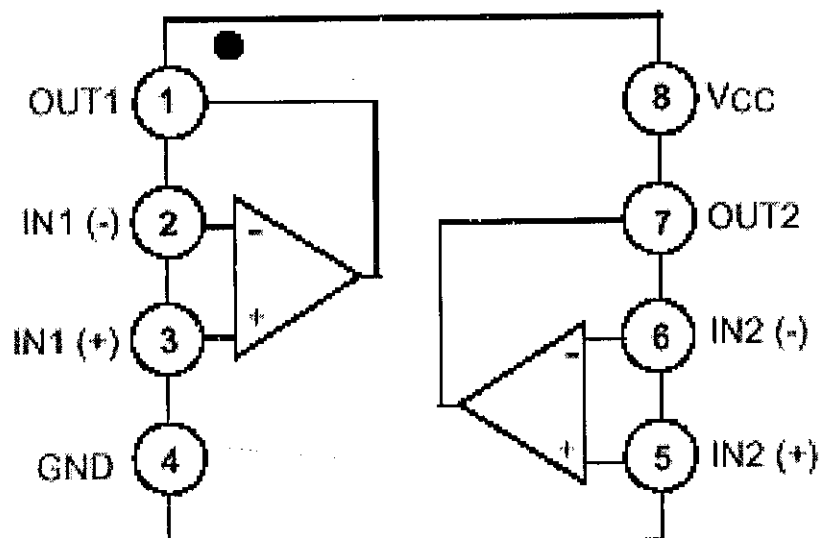 OUT1 1
8 VCC
IN1 (-) 2 -
7 OUT2
IN1 (+) 3 +
- 6 IN2 (-)
GND 4
+ 5 IN2 (+)